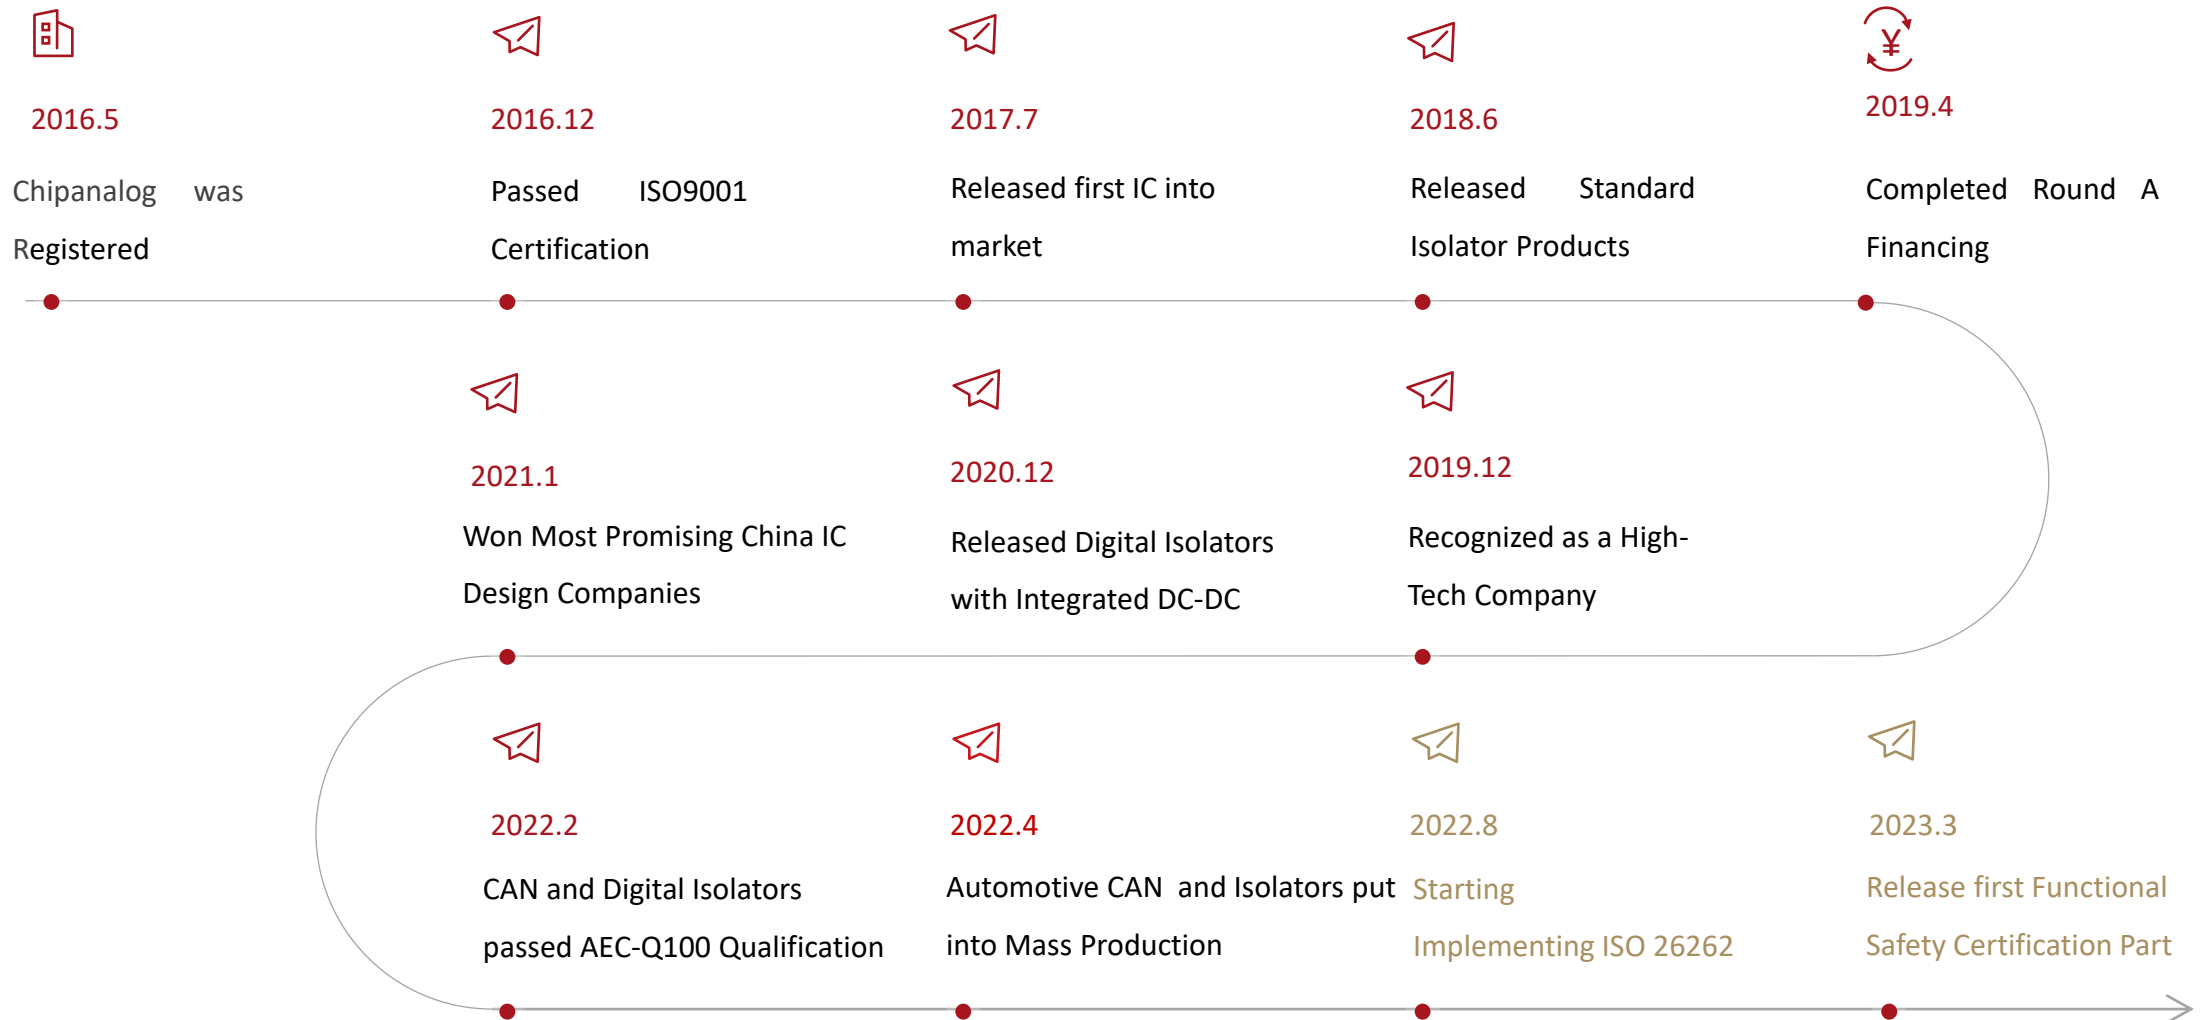 2016.5
Chipanalog was
Registered
2016.12
Passed ISO9001
Certification
2017.7
Released first IC into
market
2018.6
Released Standard
Isolator Products
¥
2019.4
Completed Round A
Financing
2021.1
Won Most Promising China IC
Design Companies
2020.12
Released Digital Isolators
with Integrated DC-DC
2019.12
Recognized as a High-
Tech Company
2022.2
CAN and Digital Isolators
passed AEC-Q100 Qualification
2022.4
Automotive CAN and Isolators put
into Mass Production
2022.8
Starting
Implementing ISO 26262
2023.3
Release first Functional
Safety Certification Part